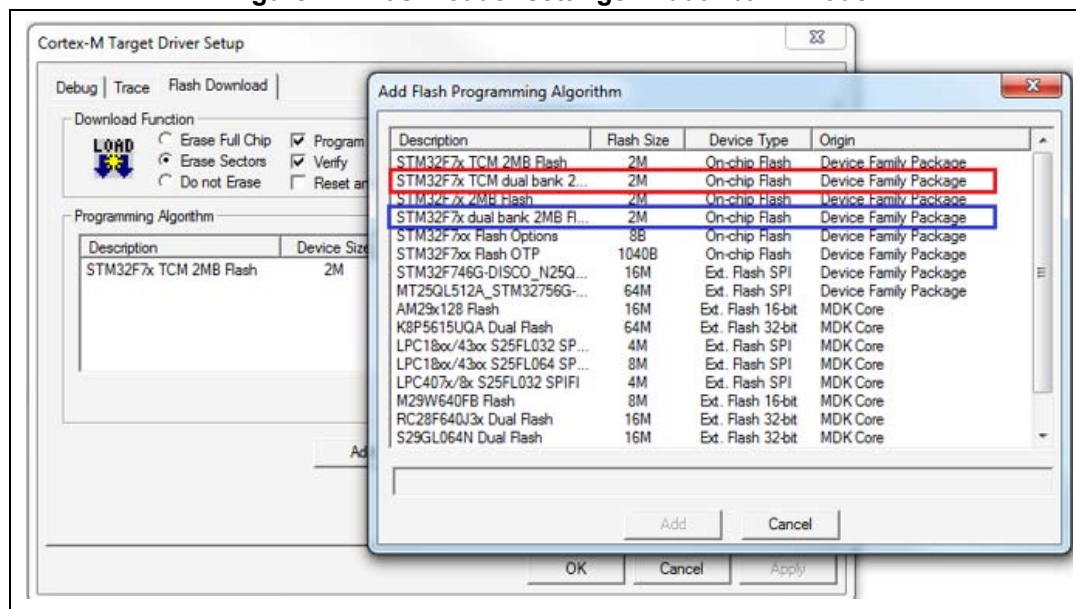 Cortex-M Target Driver Setup
Debug Trace Flash Download
Download Function
LOAD
Erase Full Chip Program
Erase Sectors Verify
Do not Erase Reset an
Programming Algorithm
Description Device Size
STM32F7x TCM 2MB Flash 2M
OK Cancel Apply
Add Flash Programming Algorithm
Description Flash Size Device Type Origin
STM32F7x TCM 2MB Flash 2M On-chip Flash Device Family Package
STM32F7x TCM dual bank 2... 2M On-chip Flash Device Family Package
STM32F7x 2MB Flash 2M On-chip Flash Device Family Package
STM32F7x dual bank 2MB Fl... 2M On-chip Flash Device Family Package
STM32F7xx Flash Options 8B On-chip Flash Device Family Package
STM32F7xx Flash OTP 1040B On-chip Flash Device Family Package
STM32F746G-DISCO_N25Q... 16M Ext. Flash SPI Device Family Package
MT25QL512A_STM32756G-... 64M Ext. Flash SPI Device Family Package
AM29x128 Flash 16M Ext. Flash 16-bit MDK Core
K8P5615UQA Dual Flash 64M Ext. Flash 32-bit MDK Core
LPC18xx/43xx S25FL032 SP... 4M Ext. Flash SPI MDK Core
LPC18xx/43xx S25FL064 SP... 8M Ext. Flash SPI MDK Core
LPC407x/8x S25FL032 SPIFI 4M Ext. Flash SPI MDK Core
M29W640FB Flash 8M Ext. Flash 16-bit MDK Core
RC28F640J3x Dual Flash 16M Ext. Flash 32-bit MDK Core
S29GL064N Dual Flash 16M Ext. Flash 32-bit MDK Core
Add Cancel